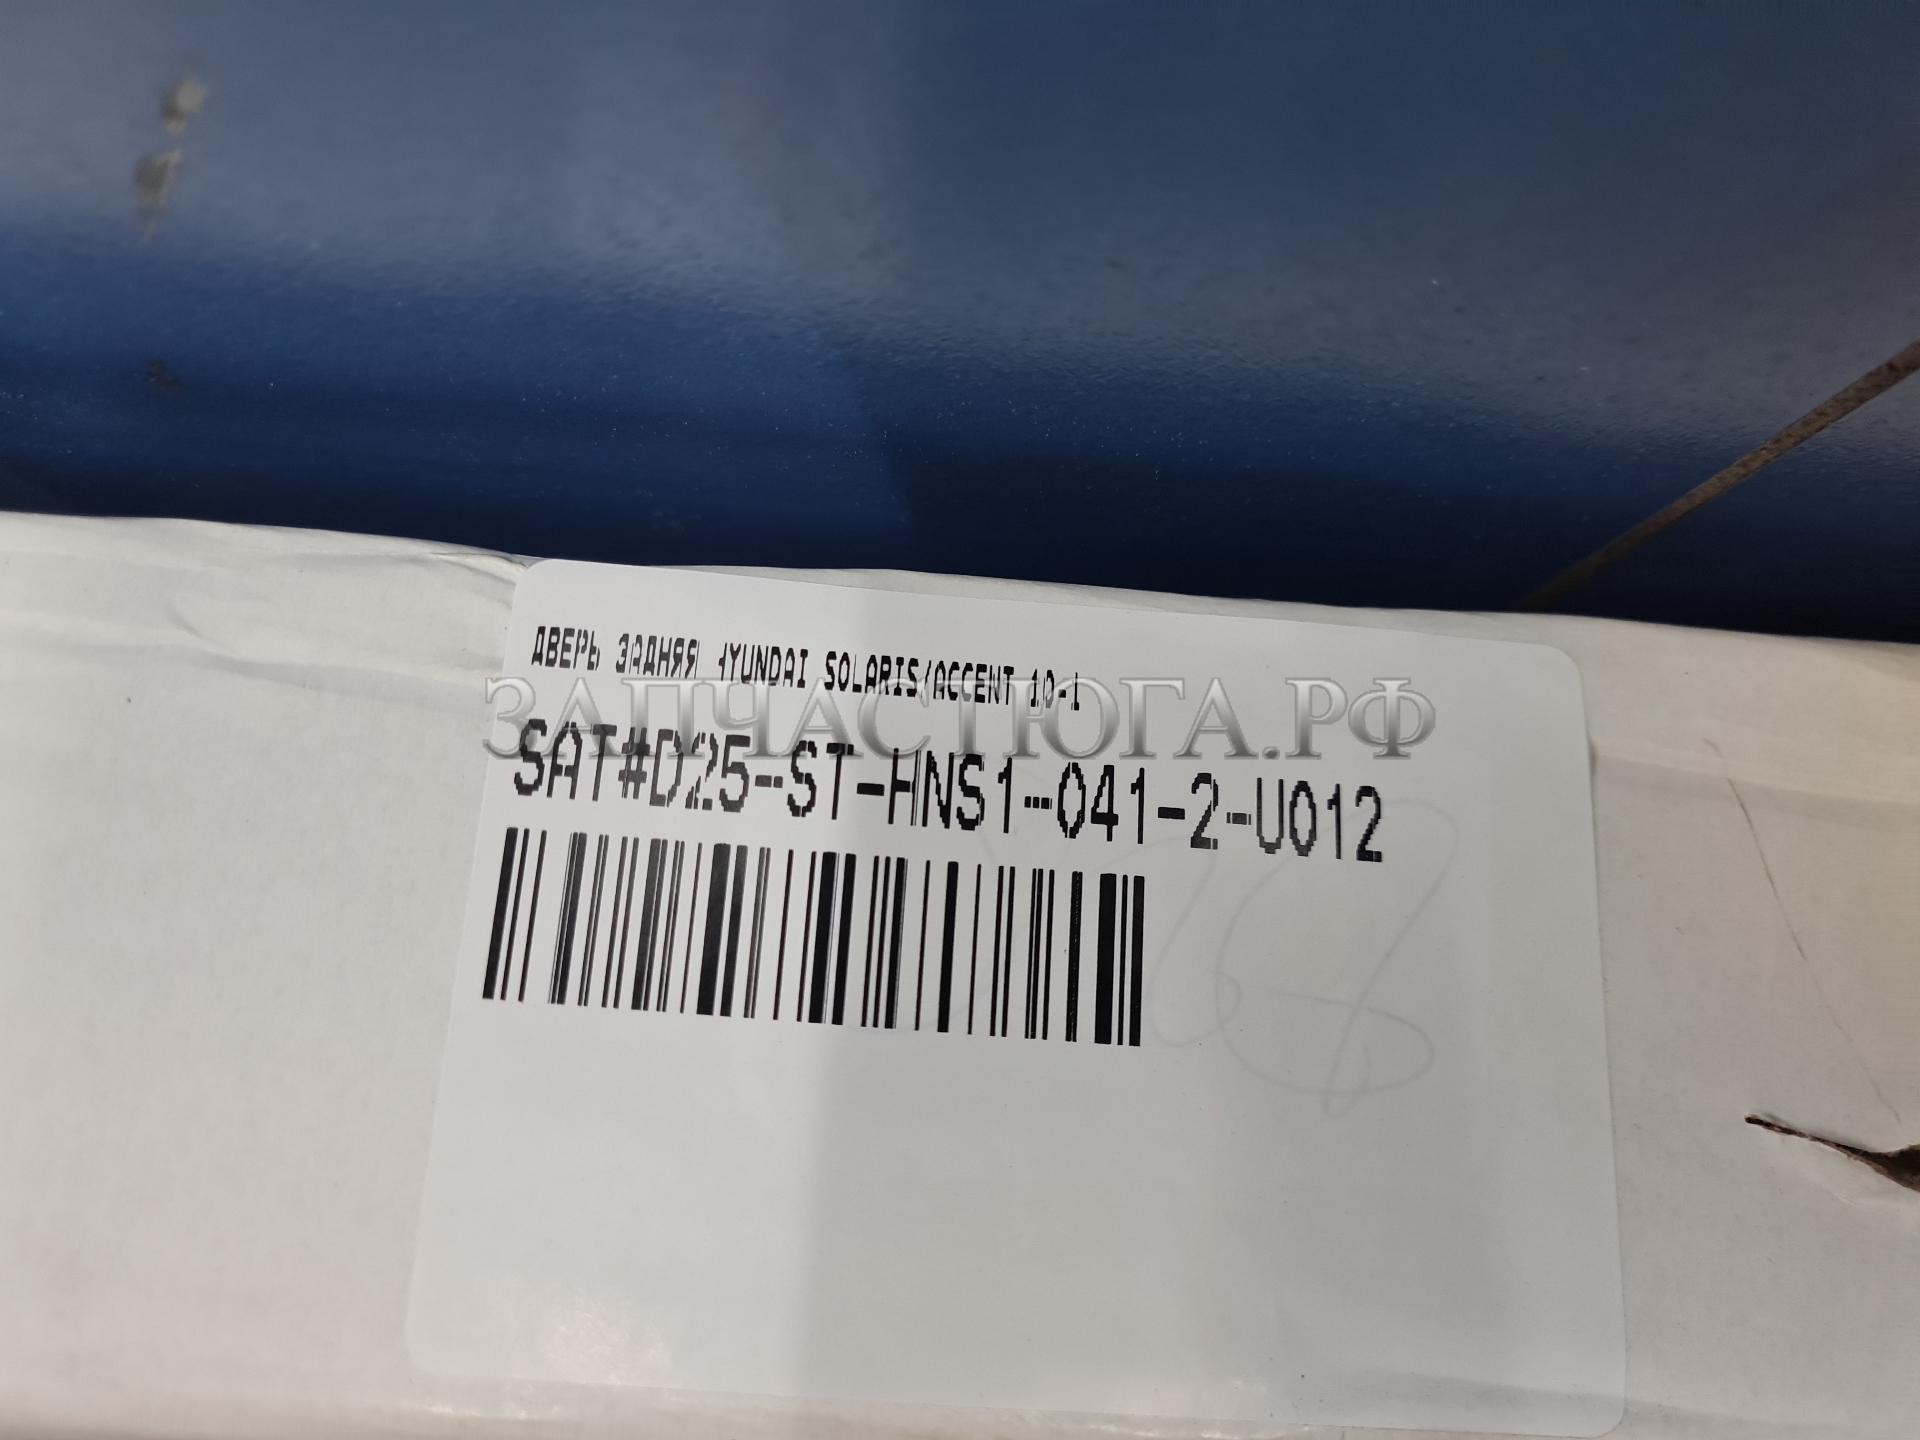 ДВЕРЬ ЗАДНЯЯ HYUNDAI SOLARIS/ACCENT 10-1
ЗАПЧАСТЮГА.РФ
SAT#D25-ST-HNS1-041-2-U012